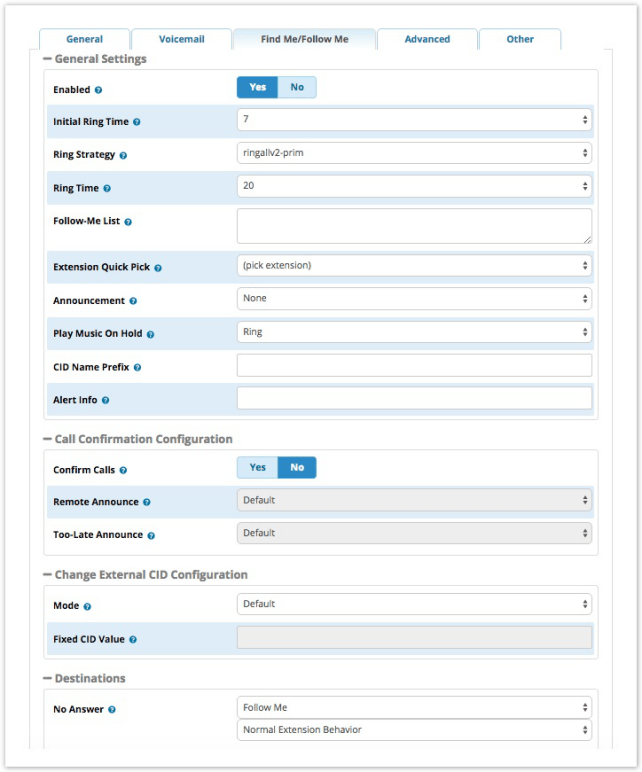 General Voicemail Find Me/Follow Me Advanced Other
General Settings
Enabled Yes No
Initial Ring Time 7
Ring Strategy ringallv2-prim
Ring Time 20
Follow-Me List
Extension Quick Pick (pick extension)
Announcement None
Play Music On Hold Ring
CID Name Prefix
Alert Info
Call Confirmation Configuration
Confirm Calls Yes No
Remote Announce Default
Too-Late Announce Default
Change External CID Configuration
Mode Default
Fixed CID Value
Destinations
No Answer Follow Me
Normal Extension Behavior